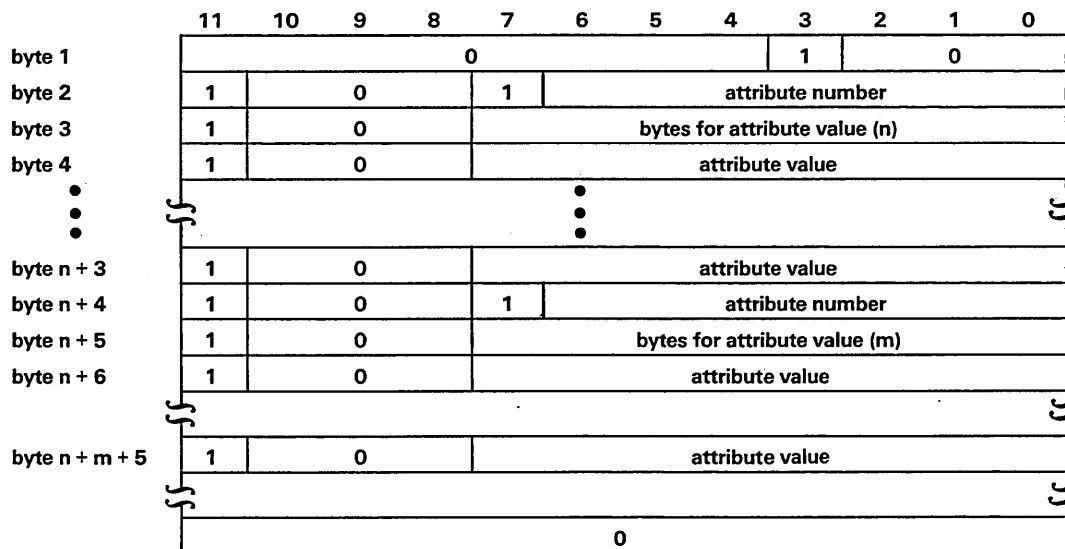 11 10 9 8 7 6 5 4 3 2 1 0
byte 1 0 1 0
byte 2 1 0 1 attribute number
byte 3 1 0 bytes for attribute value (n)
byte 4 1 0 attribute value
byte n + 3 1 0 attribute value
byte n + 4 1 0 1 attribute number
byte n + 5 1 0 bytes for attribute value (m)
byte n + 6 1 0 attribute value
byte n + m + 5 1 0 attribute value
0